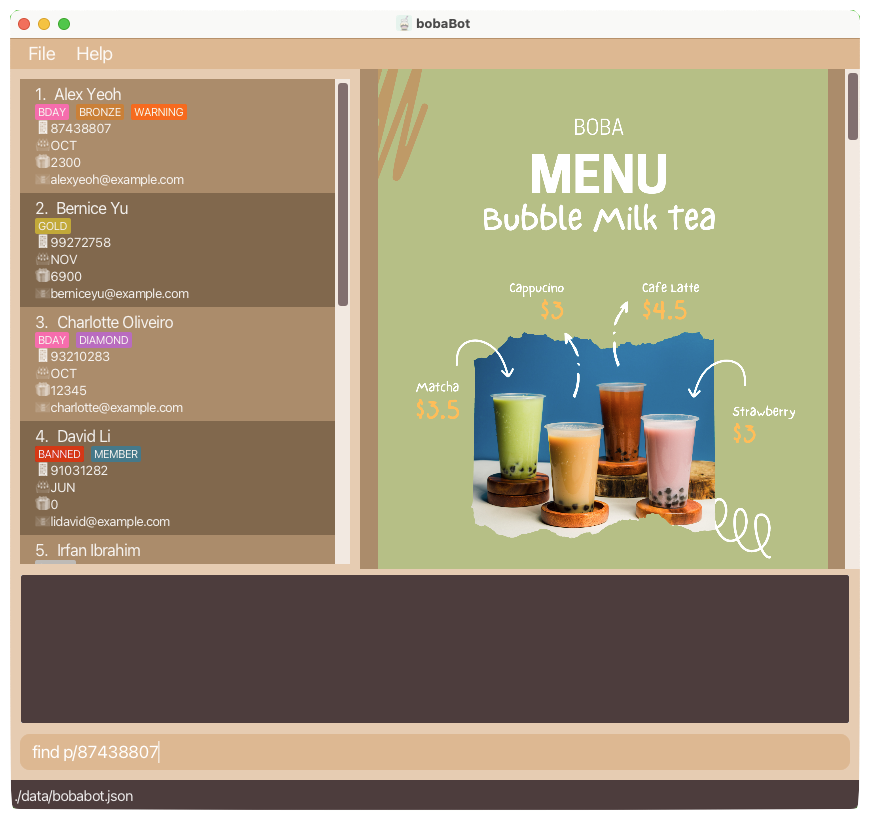 bobaBot
File Help
1. Alex Yeoh
BDAY BRONZE WARNING
87438807
OCT
2300
alexyeoh@example.com
2. Bernice Yu
GOLD
99272758
NOV
6900
berniceyu@example.com
3. Charlotte Oliveiro
BDAY DIAMOND
93210283
OCT
12345
charlotte@example.com
4. David Li
BANNED MEMBER
91031282
JUN
0
lidavid@example.com
5. Irfan Ibrahim
BOBA
MENU
Bubble Milk Tea
Cappucino
$3
Cafe Latte
$4.5
Matcha
$3.5
Strawberry
$3
find p/87438807
./data/bobabot.json